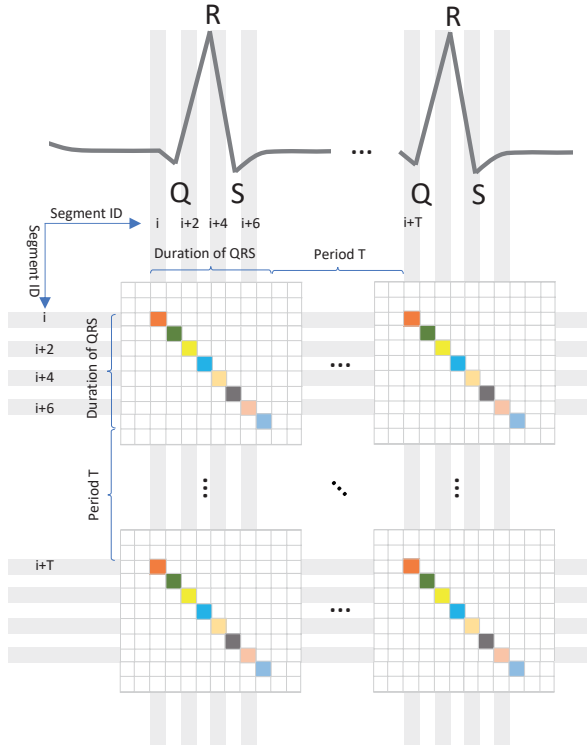 R
R
...
Q
S
Q
S
Segment ID
i
i+2
i+4
i+6
i+T
Segment ID
Duration of QRS
Period T
i
i+2
i+4
i+6
Duration of QRS
...
Period T
...
...
...
i+T
...